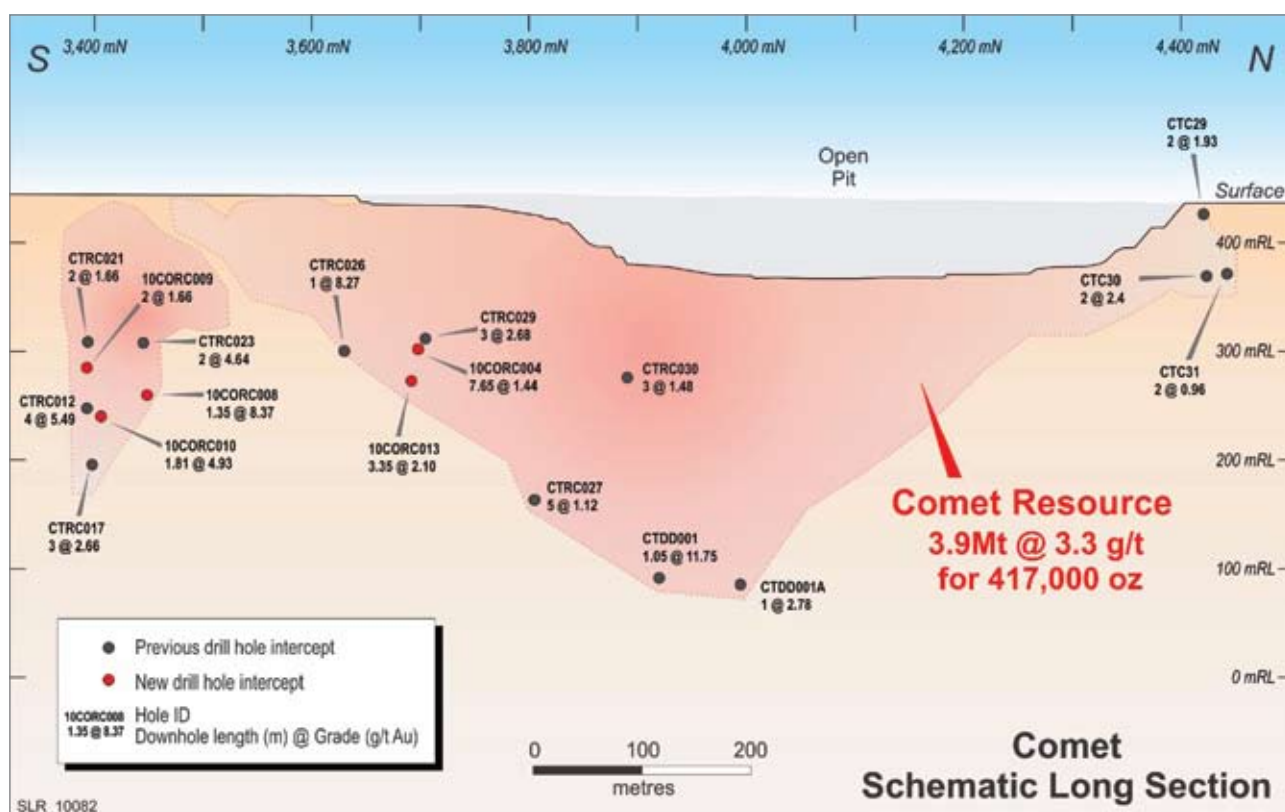 3,400 mN
3,600 mN
3,800 mN
4,000 mN
4,200 mN
4,400 mN
S
N
CTC29
2 @ 1.93
Open
Pit
Surface
400 mRL
CTRC021
2 @ 1.66
10CORC009
2 @ 1.66
CTRC026
1 @ 8.27
CTC30
2 @ 2.4
CTRC029
3 @ 2.68
CTRC023
2 @ 4.64
300 mRL
10CORC004
7.65 @ 1.44
CTRC030
3 @ 1.48
CTC31
2 @ 0.96
10CORC008
1.35 @ 8.37
CTRC012
4 @ 5.49
10CORC010
1.81 @ 4.93
10CORC013
3.35 @ 2.10
200 mRL
CTRC027
5 @ 1.12
Comet Resource
3.9Mt @ 3.3 g/t
for 417,000 oz
CTRC017
3 @ 2.66
CTDD001
1.05 @ 11.75
100 mRL
CTDD001A
1 @ 2.78
Previous drill hole intercept
New drill hole intercept
10CORC008
1.35 @ 8.37
Hole ID
Downhole length (m) @ Grade (g/t Au)
0 mRL
0 100 200
metres
Comet
Schematic Long Section
SLR_10082